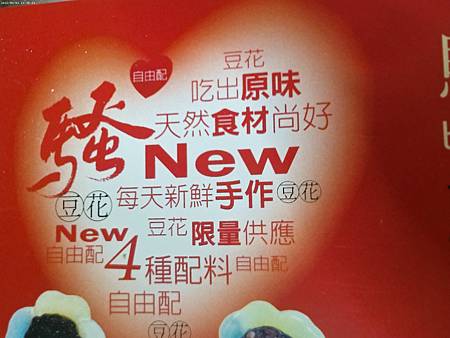 自由配
豆花
吃出原味
天然食材尚好
騷
New
每天新鮮手作豆花
豆花
New
豆花限量供應
自由配
4種配料自由配
自由配
豆花